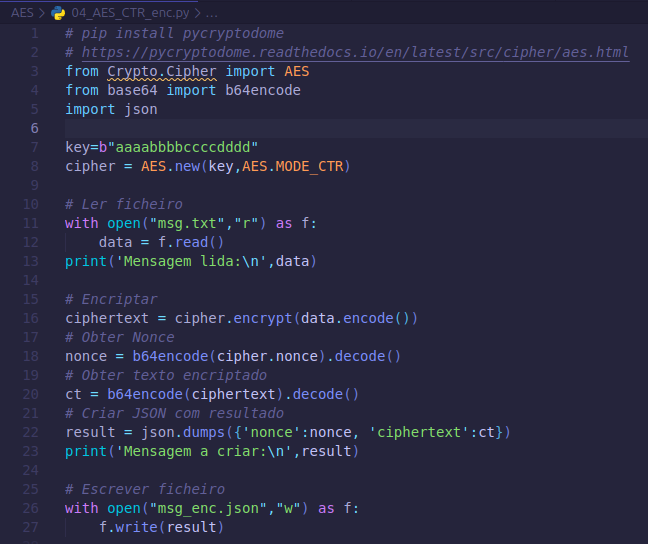 AES > 04_AES_CTR_enc.py > ...
1 # pip install pycryptodome
2 # https://pycryptodome.readthedocs.io/en/latest/src/cipher/aes.html
3 from Crypto.Cipher import AES
4 from base64 import b64encode
5 import json
6
7 key=b"aaaabbbbccccdddd"
8 cipher = AES.new(key,AES.MODE_CTR)
9
10 # Ler ficheiro
11 with open("msg.txt","r") as f:
12     data = f.read()
13 print('Mensagem lida:\n',data)
14
15 # Encriptar
16 ciphertext = cipher.encrypt(data.encode())
17 # Obter Nonce
18 nonce = b64encode(cipher.nonce).decode()
19 # Obter texto encriptado
20 ct = b64encode(ciphertext).decode()
21 # Criar JSON com resultado
22 result = json.dumps({'nonce':nonce, 'ciphertext':ct})
23 print('Mensagem a criar:\n',result)
24
25 # Escrever ficheiro
26 with open("msg_enc.json","w") as f:
27     f.write(result)